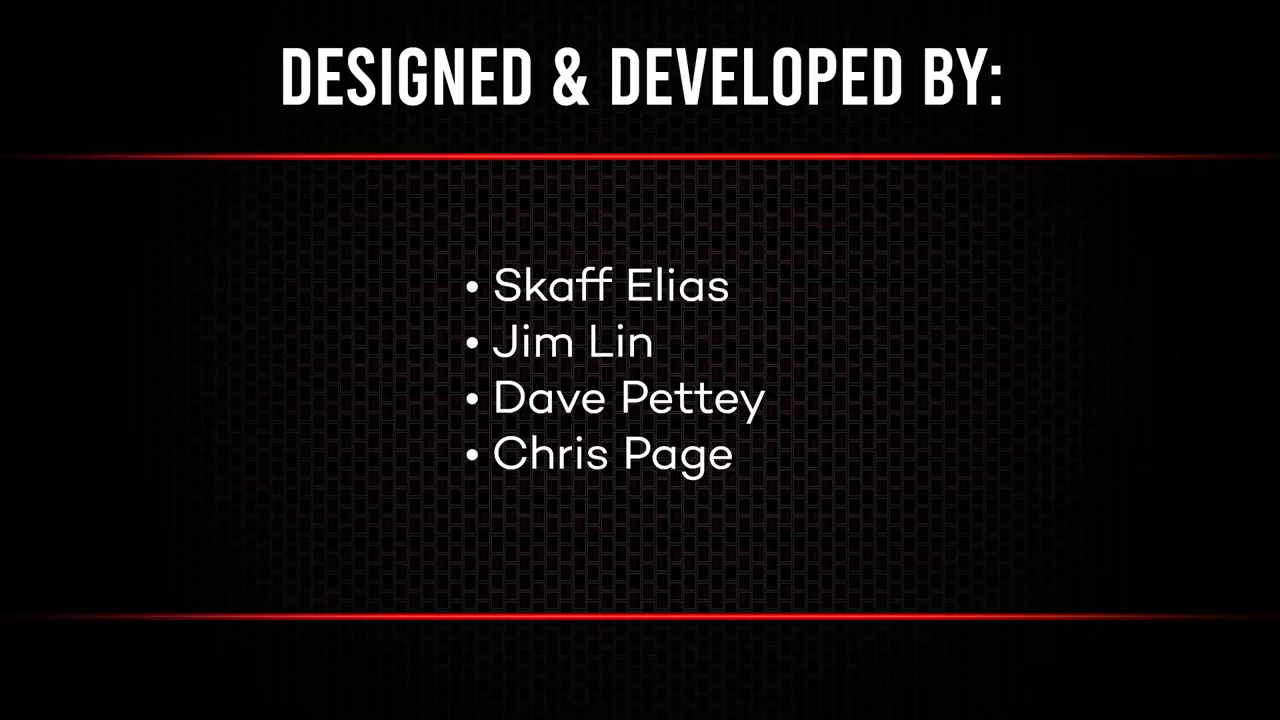 DESIGNED & DEVELOPED BY:
• Skaff Elias
• Jim Lin
• Dave Pettey
• Chris Page